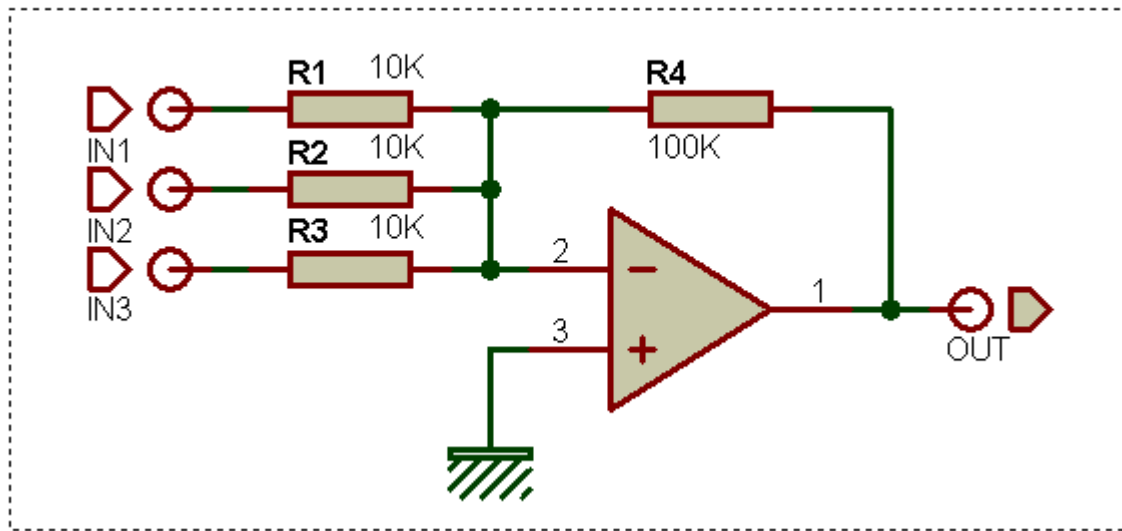 R1 10K
R4
IN1
100K
R2 10K
IN2
R3 10K
2
−
IN3
1
3
+
OUT